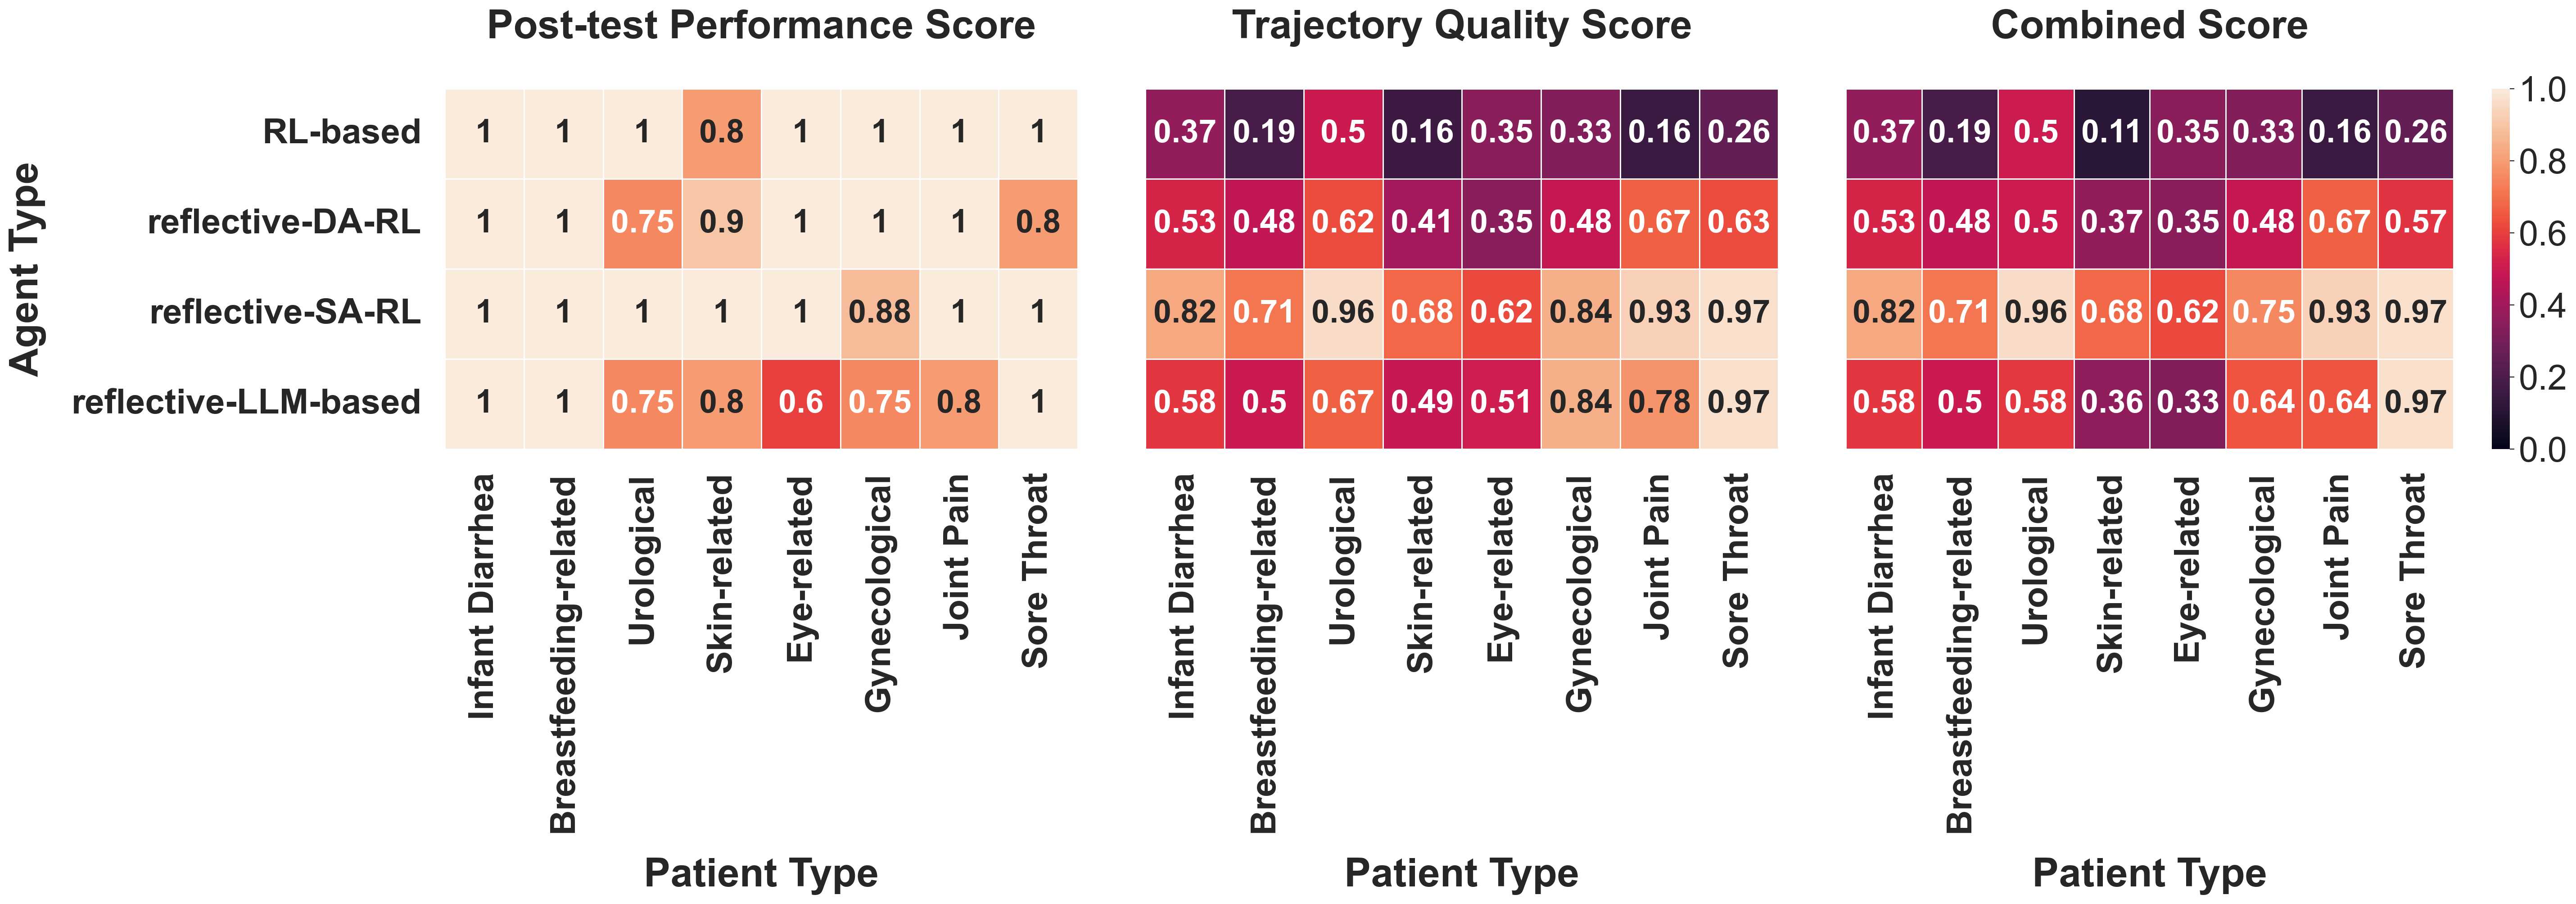 Post-test Performance Score
Trajectory Quality Score
Combined Score
Agent Type
RL-based
1 1 1 0.8 1 1 1 1
0.37 0.19 0.5 0.16 0.35 0.33 0.16 0.26
0.37 0.19 0.5 0.11 0.35 0.33 0.16 0.26
reflective-DA-RL
1 1 0.75 0.9 1 1 1 0.8
0.53 0.48 0.62 0.41 0.35 0.48 0.67 0.63
0.53 0.48 0.5 0.37 0.35 0.48 0.67 0.57
reflective-SA-RL
1 1 1 1 1 0.88 1 1
0.82 0.71 0.96 0.68 0.62 0.84 0.93 0.97
0.82 0.71 0.96 0.68 0.62 0.75 0.93 0.97
reflective-LLM-based
1 1 0.75 0.8 0.6 0.75 0.8 1
0.58 0.5 0.67 0.49 0.51 0.84 0.78 0.97
0.58 0.5 0.58 0.36 0.33 0.64 0.64 0.97
1.0
0.8
0.6
0.4
0.2
0.0
Infant Diarrhea
Breastfeeding-related
Urological
Skin-related
Eye-related
Gynecological
Joint Pain
Sore Throat
Infant Diarrhea
Breastfeeding-related
Urological
Skin-related
Eye-related
Gynecological
Joint Pain
Sore Throat
Infant Diarrhea
Breastfeeding-related
Urological
Skin-related
Eye-related
Gynecological
Joint Pain
Sore Throat
Patient Type
Patient Type
Patient Type